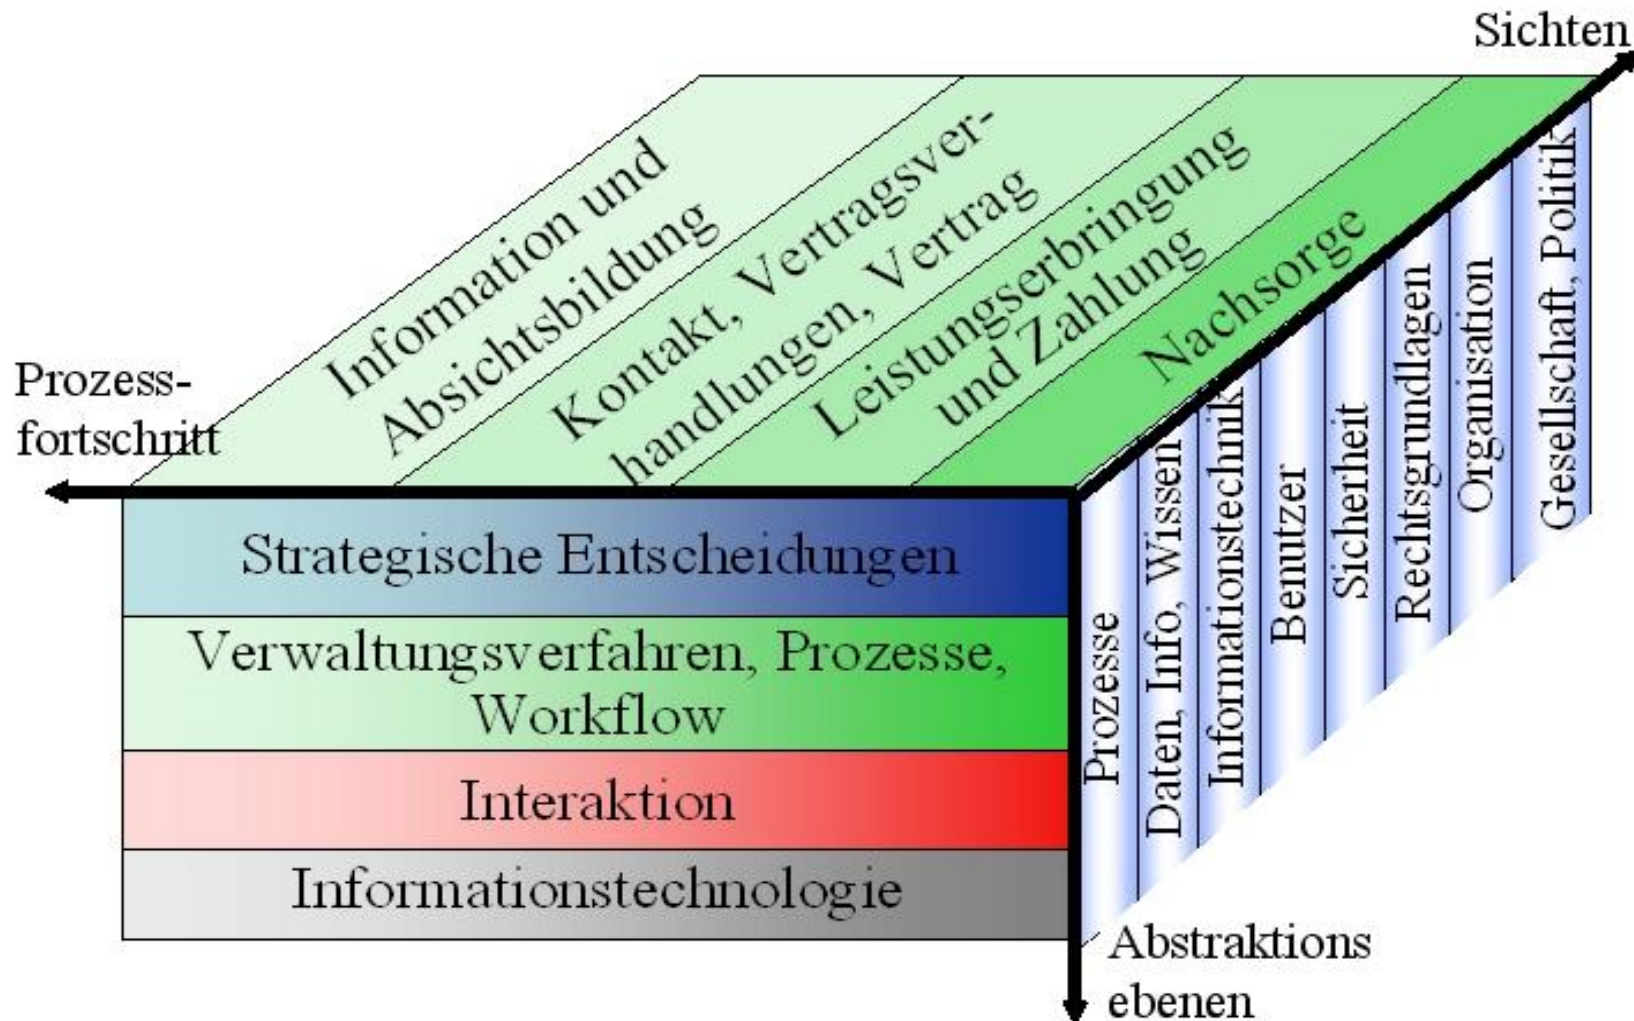 Sichten
Information und
Absichtsbildung
Kontakt, Vertragsver-
handlungen, Vertrag
Leistungserbringung
und Zahlung
Nachsorge
Prozess-
fortschritt
Strategische Entscheidungen
Verwaltungsverfahren, Prozesse,
Workflow
Interaktion
Informationstechnologie
Prozesse
Daten, Info, Wissen
Informationstechnik
Benutzer
Sicherheit
Rechtsgrundlagen
Organisation
Gesellschaft, Politik
Abstraktions
ebenen